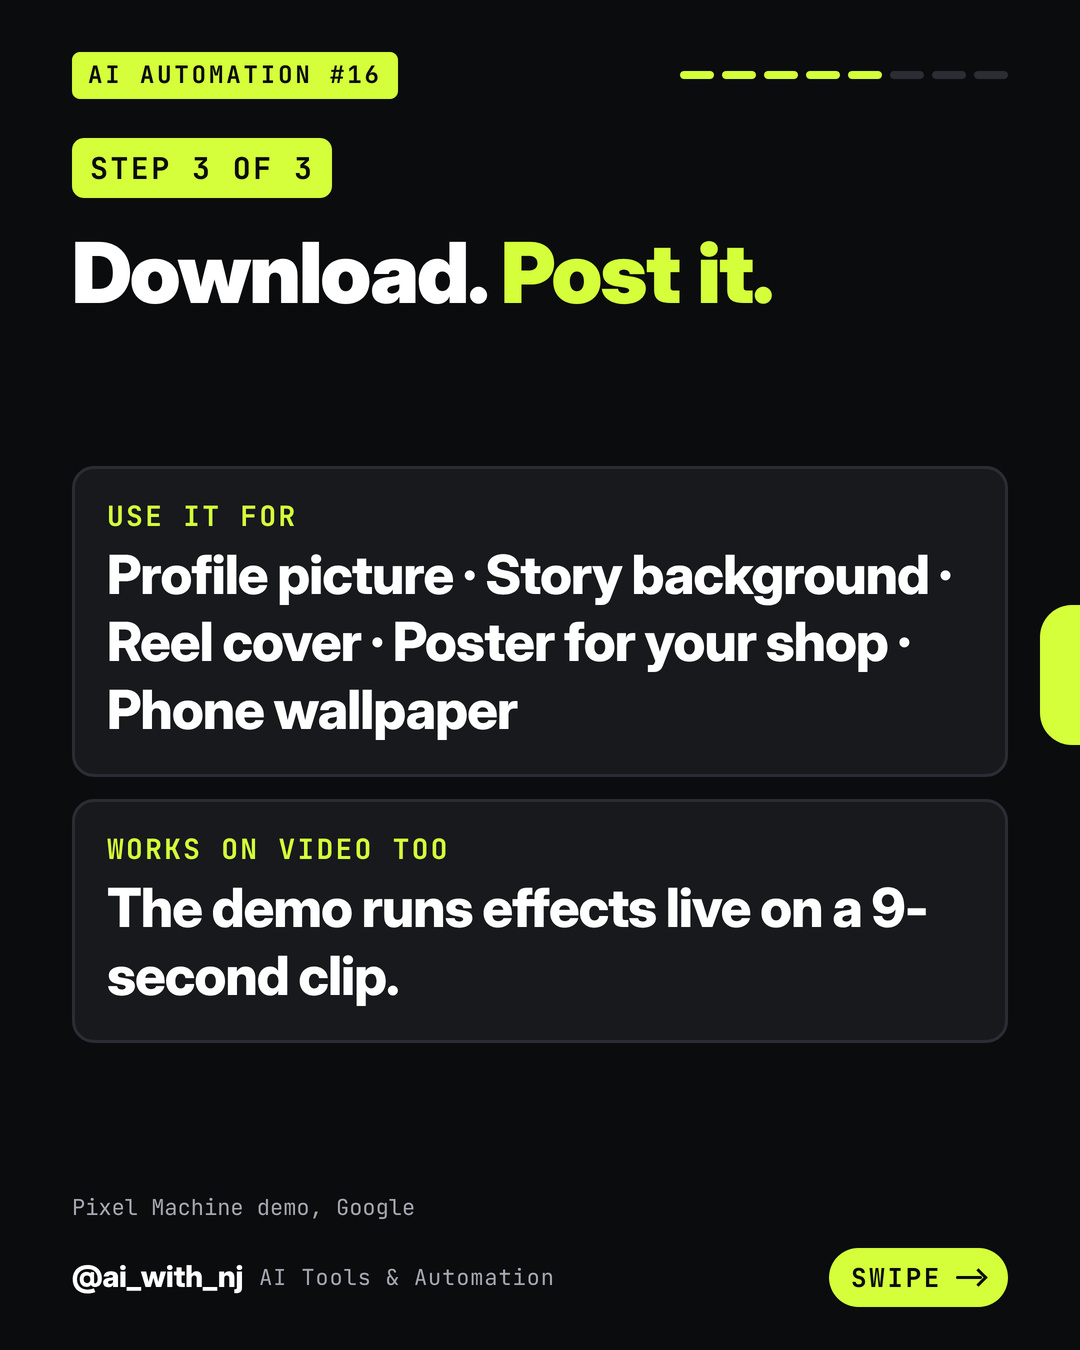 AI AUTOMATION #16
STEP 3 OF 3
Download. Post it.
USE IT FOR
Profile picture · Story background ·
Reel cover · Poster for your shop ·
Phone wallpaper
WORKS ON VIDEO TOO
The demo runs effects live on a 9-
second clip.
Pixel Machine demo, Google
@ai_with_nj AI Tools & Automation
SWIPE →